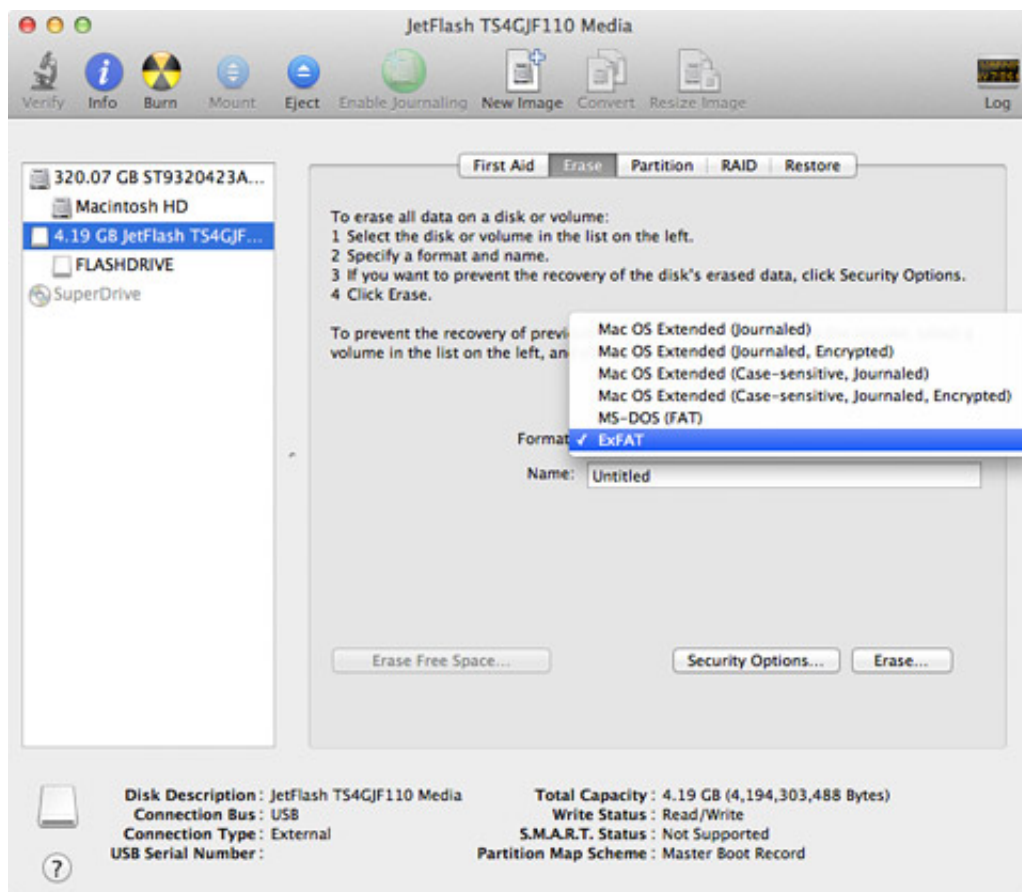 JetFlash TS4GJF110 Media
Verify Info Burn Mount Eject Enable Journaling New Image Convert Resize Image Log
320.07 GB ST9320423A...
Macintosh HD
4.19 GB JetFlash TS4GJF...
FLASHDRIVE
SuperDrive
First Aid Erase Partition RAID Restore
To erase all data on a disk or volume:
1 Select the disk or volume in the list on the left.
2 Specify a format and name.
3 If you want to prevent the recovery of the disk's erased data, click Security Options.
4 Click Erase.
To prevent the recovery of previ
volume in the list on the left, an
Mac OS Extended (Journaled)
Mac OS Extended (Journaled, Encrypted)
Mac OS Extended (Case-sensitive, Journaled)
Mac OS Extended (Case-sensitive, Journaled, Encrypted)
MS-DOS (FAT)
Format ✓ ExFAT
Name: Untitled
Erase Free Space... Security Options... Erase...
Disk Description : JetFlash TS4GJF110 Media
Connection Bus : USB
Connection Type : External
USB Serial Number :
Total Capacity : 4.19 GB (4,194,303,488 Bytes)
Write Status : Read/Write
S.M.A.R.T. Status : Not Supported
Partition Map Scheme : Master Boot Record
?